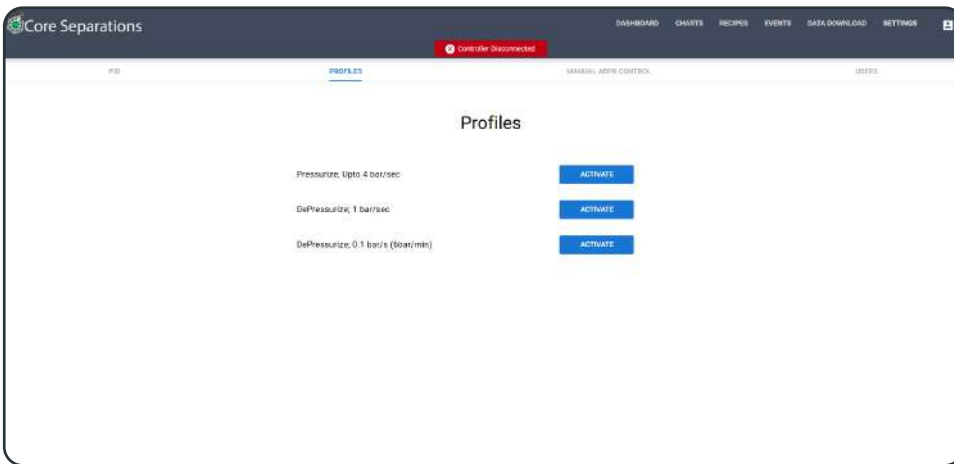 Core Separations
DASHBOARD CHARTS RECIPES EVENTS DATA DOWNLOAD SETTINGS
Controller Disconnected
PID PROFILES MANUAL ABPR CONTROL USERS
Profiles
Pressurize; Upto 4 bar/sec ACTIVATE
DePressurize; 1 bar/sec ACTIVATE
DePressurize; 0.1 bar/s (6bar/min) ACTIVATE